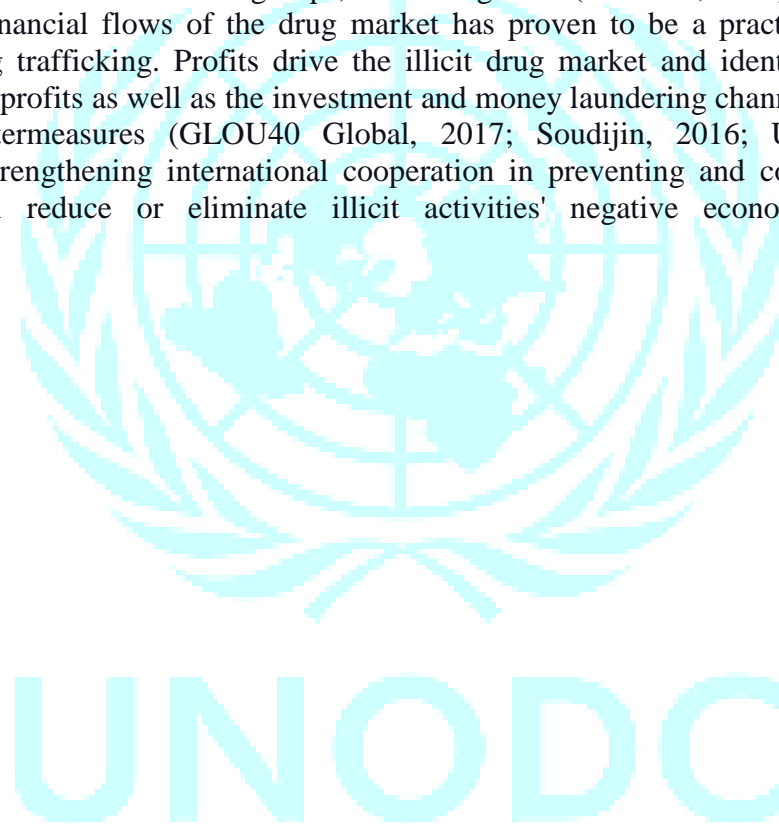 nancial flows of the drug market has proven to be a pract
g trafficking. Profits drive the illicit drug market and ident
profits as well as the investment and money laundering chann
termeasures (GLOU40 Global, 2017; Soudijin, 2016; U
rengthening international cooperation in preventing and co
reduce or eliminate illicit activities' negative econo
UNODC